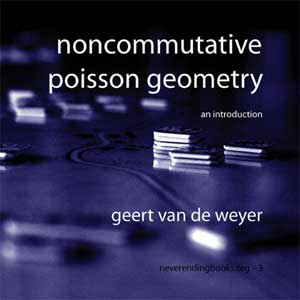 noncommutative
poisson geometry
an introduction
geert van de weyer
neverendingbooks.org - 3